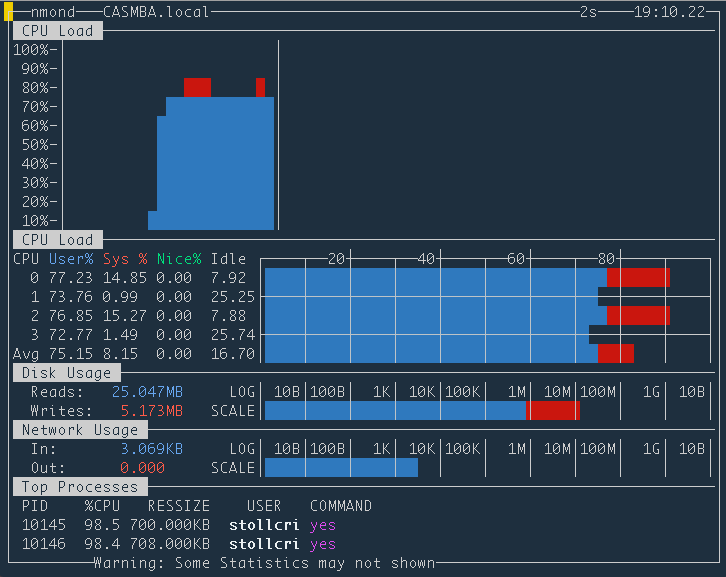 nmond CASMBA.local 2s 19:10.22
CPU Load
100%
90%
80%
70%
60%
50%
40%
30%
20%
10%
CPU Load
CPU User% Sys % Nice% Idle 20 40 60 80
0 77.23 14.85 0.00 7.92
1 73.76 0.99 0.00 25.25
2 76.85 15.27 0.00 7.88
3 72.77 1.49 0.00 25.74
Avg 75.15 8.15 0.00 16.70
Disk Usage
Reads: 25.047MB LOG 10B 100B 1K 10K 100K 1M 10M 100M 1G 10B
Writes: 5.173MB SCALE
Network Usage
In: 3.069KB LOG 10B 100B 1K 10K 100K 1M 10M 100M 1G 10B
Out: 0.000 SCALE
Top Processes
PID %CPU RESSIZE USER COMMAND
10145 98.5 700.000KB stollcri yes
10146 98.4 708.000KB stollcri yes
Warning: Some Statistics may not shown